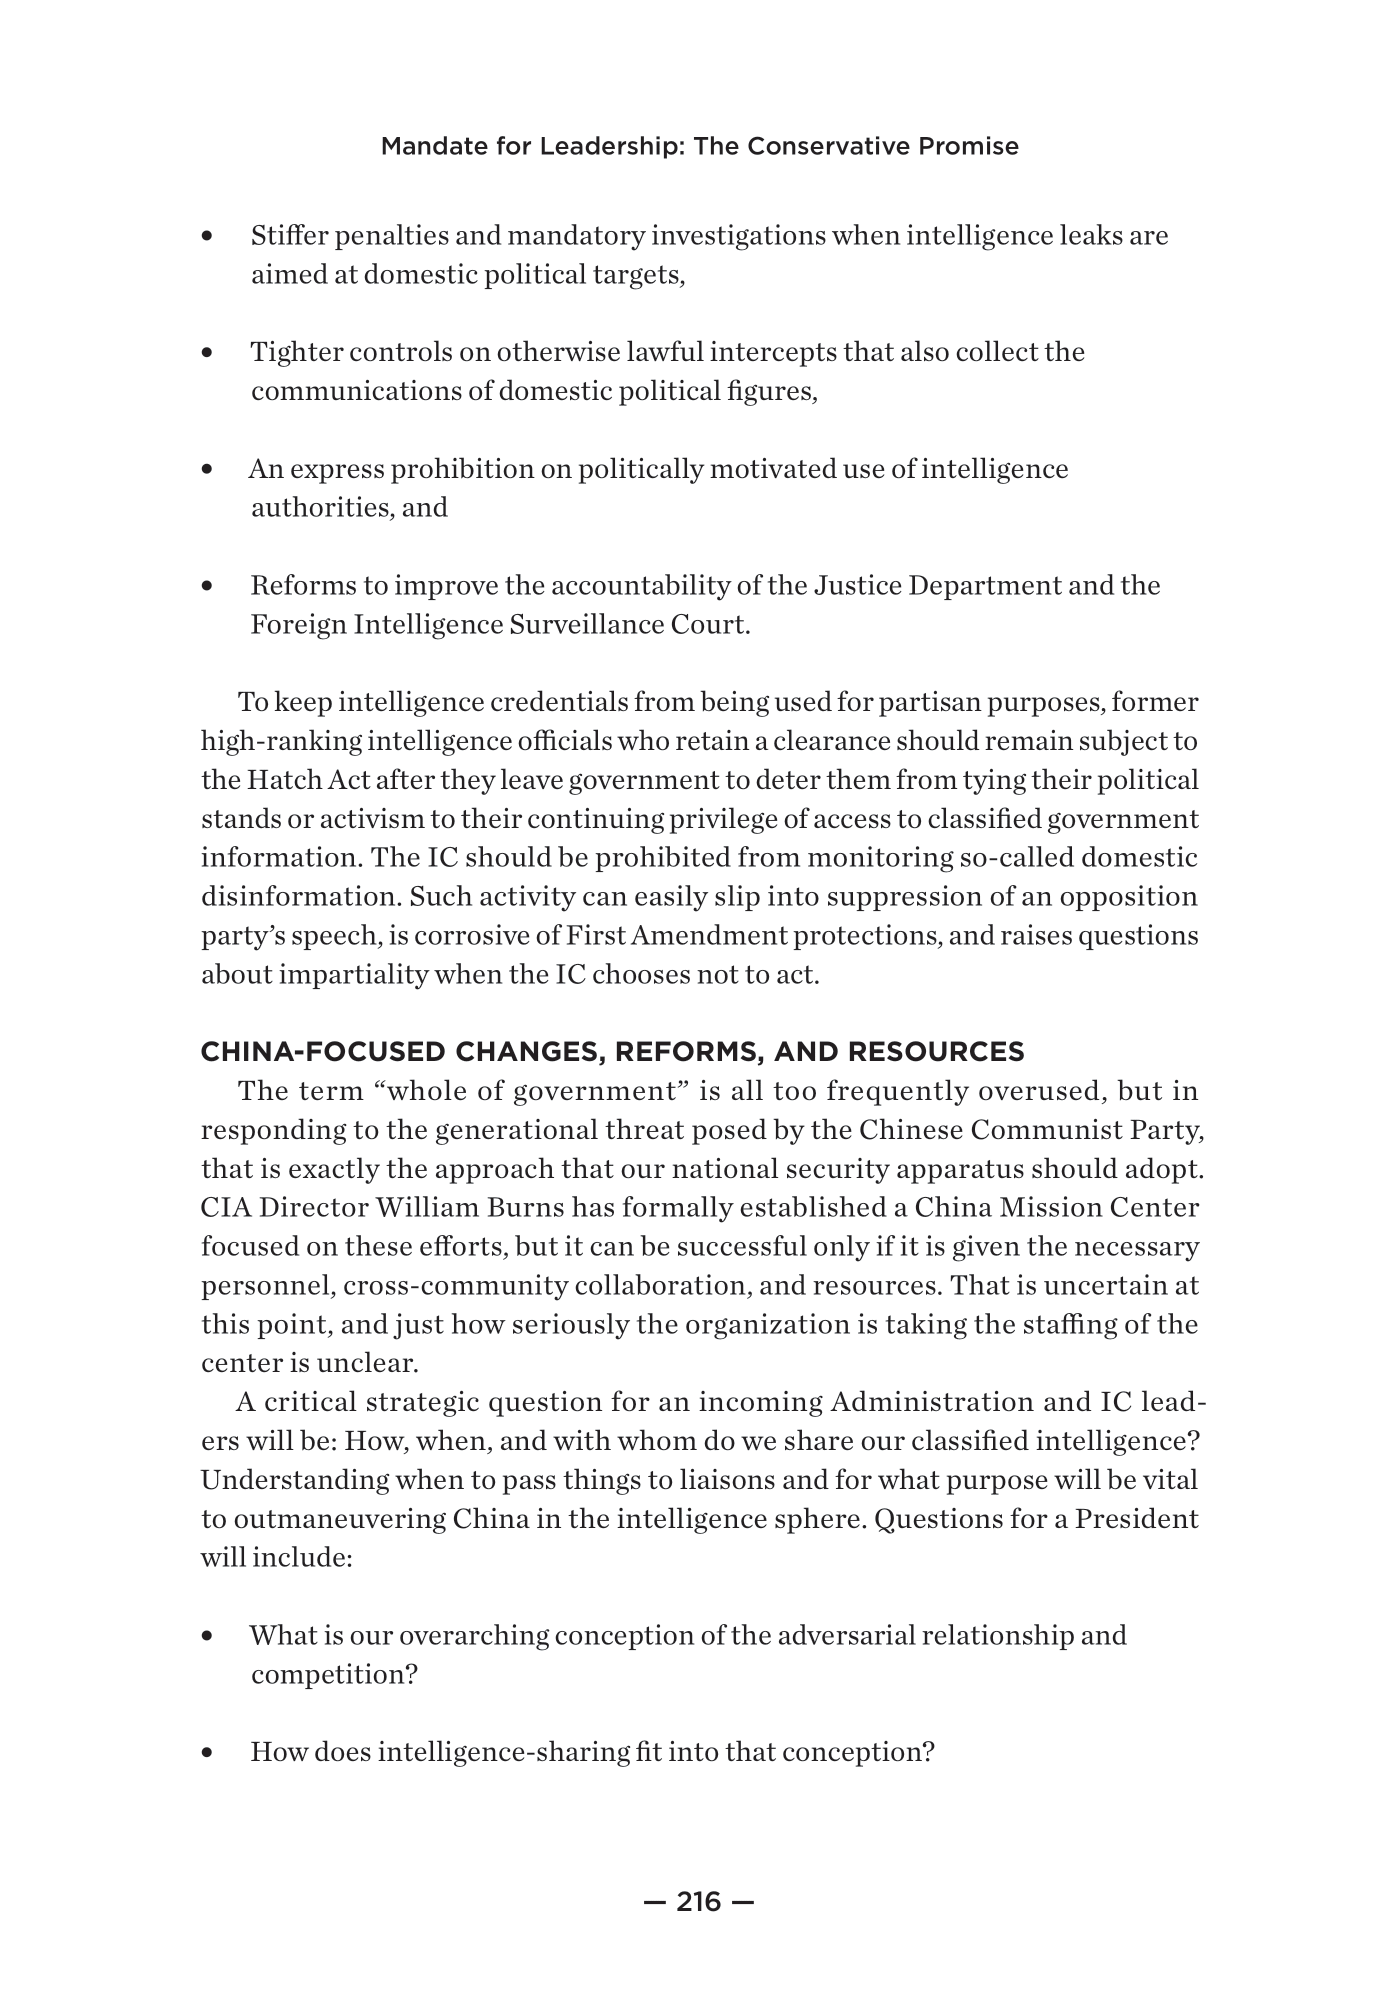 Mandate for Leadership: The Conservative Promise
• Stiffer penalties and mandatory investigations when intelligence leaks are
aimed at domestic political targets,
• Tighter controls on otherwise lawful intercepts that also collect the
communications of domestic political figures,
• An express prohibition on politically motivated use of intelligence
authorities, and
• Reforms to improve the accountability of the Justice Department and the
Foreign Intelligence Surveillance Court.
To keep intelligence credentials from being used for partisan purposes, former
high-ranking intelligence officials who retain a clearance should remain subject to
the Hatch Act after they leave government to deter them from tying their political
stands or activism to their continuing privilege of access to classified government
information. The IC should be prohibited from monitoring so-called domestic
disinformation. Such activity can easily slip into suppression of an opposition
party’s speech, is corrosive of First Amendment protections, and raises questions
about impartiality when the IC chooses not to act.
CHINA-FOCUSED CHANGES, REFORMS, AND RESOURCES
The term “whole of government” is all too frequently overused, but in
responding to the generational threat posed by the Chinese Communist Party,
that is exactly the approach that our national security apparatus should adopt.
CIA Director William Burns has formally established a China Mission Center
focused on these efforts, but it can be successful only if it is given the necessary
personnel, cross-community collaboration, and resources. That is uncertain at
this point, and just how seriously the organization is taking the staffing of the
center is unclear.
A critical strategic question for an incoming Administration and IC lead-
ers will be: How, when, and with whom do we share our classified intelligence?
Understanding when to pass things to liaisons and for what purpose will be vital
to outmaneuvering China in the intelligence sphere. Questions for a President
will include:
• What is our overarching conception of the adversarial relationship and
competition?
• How does intelligence-sharing fit into that conception?
— 216 —